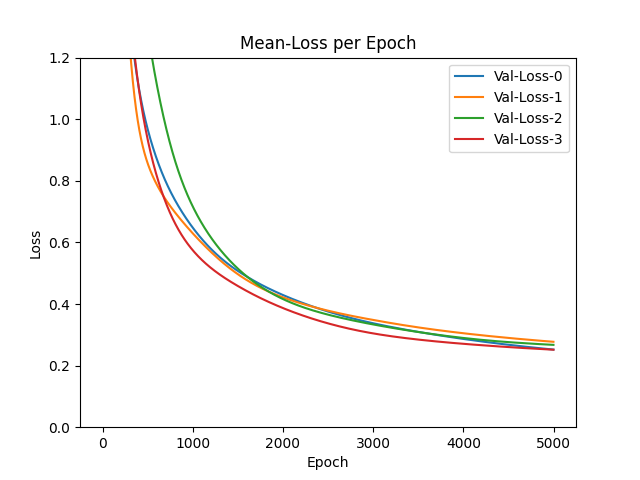 Mean-Loss per Epoch
Val-Loss-0
Val-Loss-1
Val-Loss-2
Val-Loss-3
Loss
1.2
1.0
0.8
0.6
0.4
0.2
0.0
0 1000 2000 3000 4000 5000
Epoch